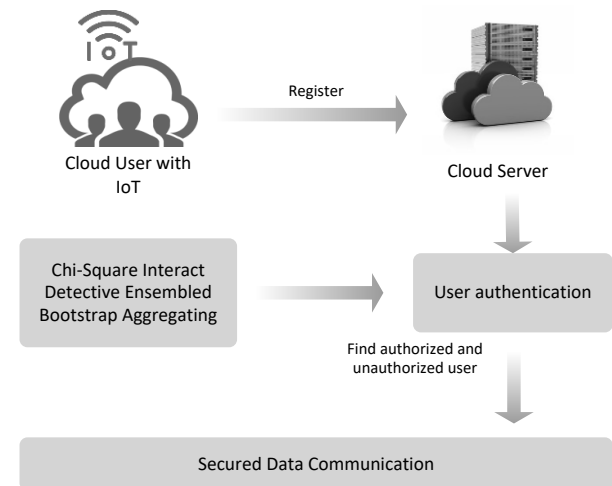 IoT
Register
Cloud User with
IoT
Cloud Server
Chi-Square Interact
Detective Ensembled
Bootstrap Aggregating
User authentication
Find authorized and
unauthorized user
Secured Data Communication